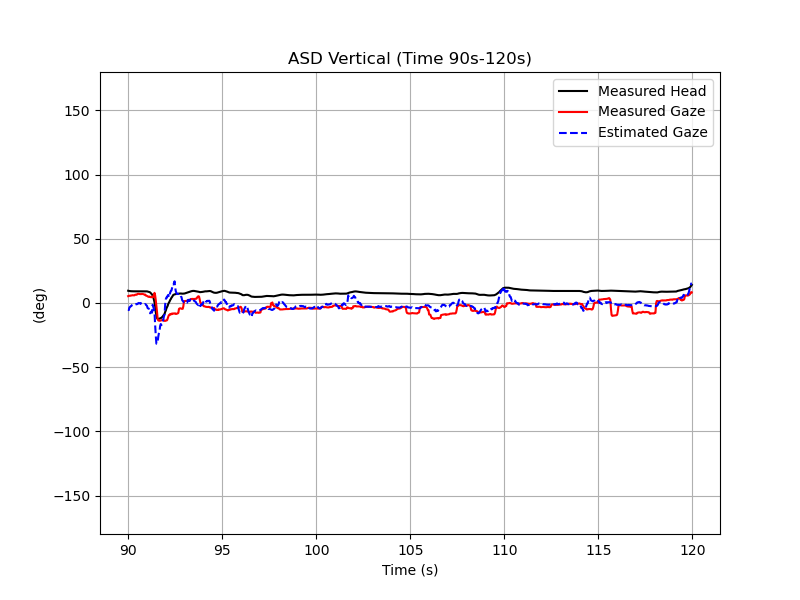 ASD Vertical (Time 90s-120s)
Measured Head
Measured Gaze
Estimated Gaze
150
100
50
0
−50
−100
−150
(deg)
90 95 100 105 110 115 120
Time (s)